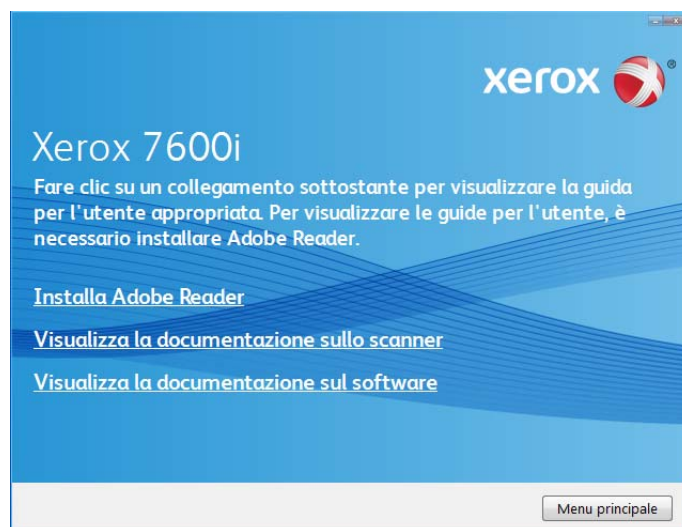 xerox ®
Xerox 7600i
Fare clic su un collegamento sottostante per visualizzare la guida
per l'utente appropriata. Per visualizzare le guide per l'utente, è
necessario installare Adobe Reader.
Installa Adobe Reader
Visualizza la documentazione sullo scanner
Visualizza la documentazione sul software
Menu principale